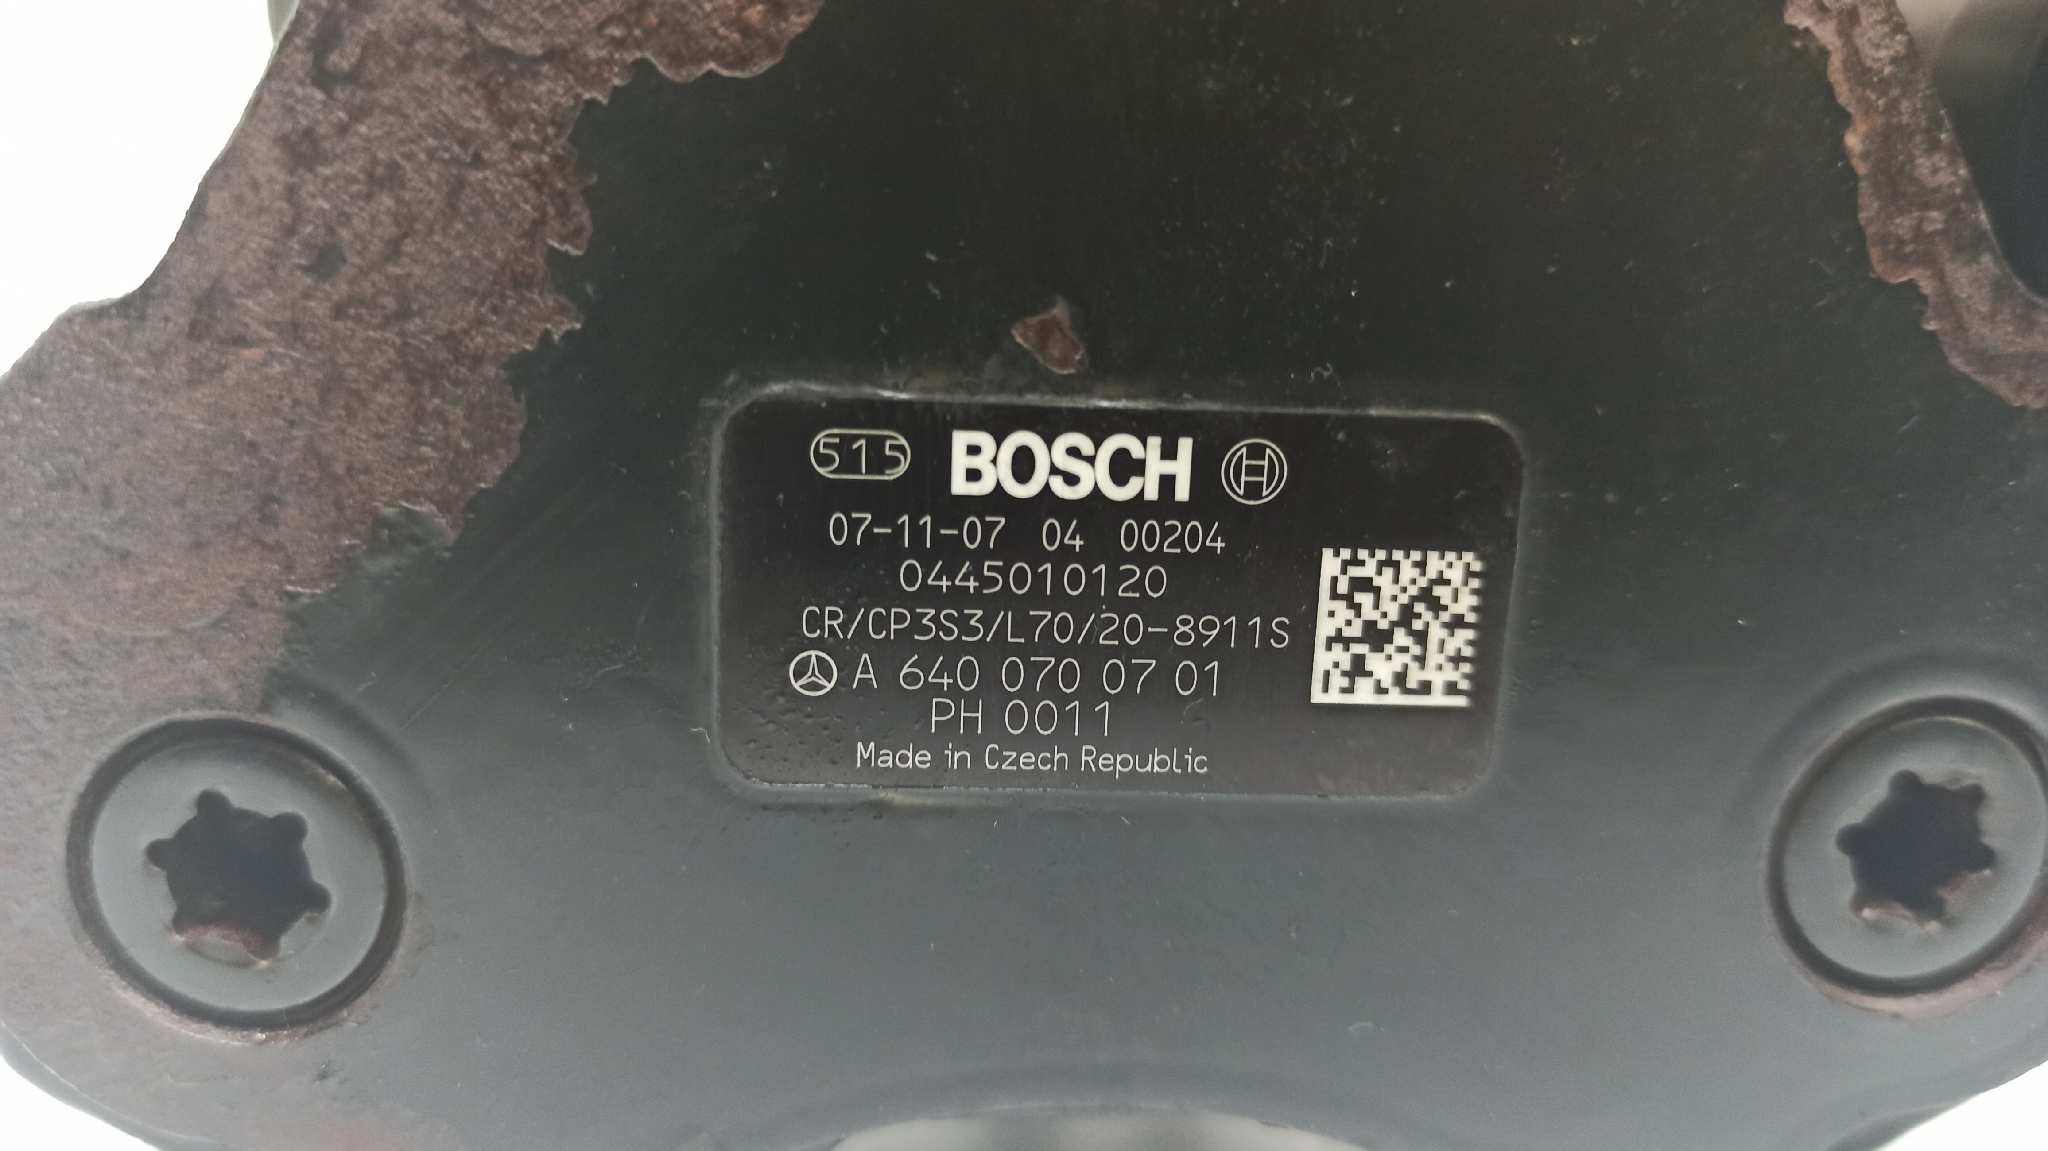 515 BOSCH
07-11-07 04 00204
0445010120
CR/CP3S3/L70/20-8911S
A 640 070 07 01
PH 0011
Made in Czech Republic